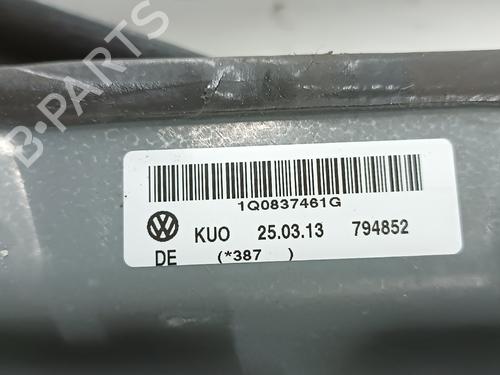 B-PARTS
1Q0837461G
KUO 25.03.13 794852
DE (*387 )